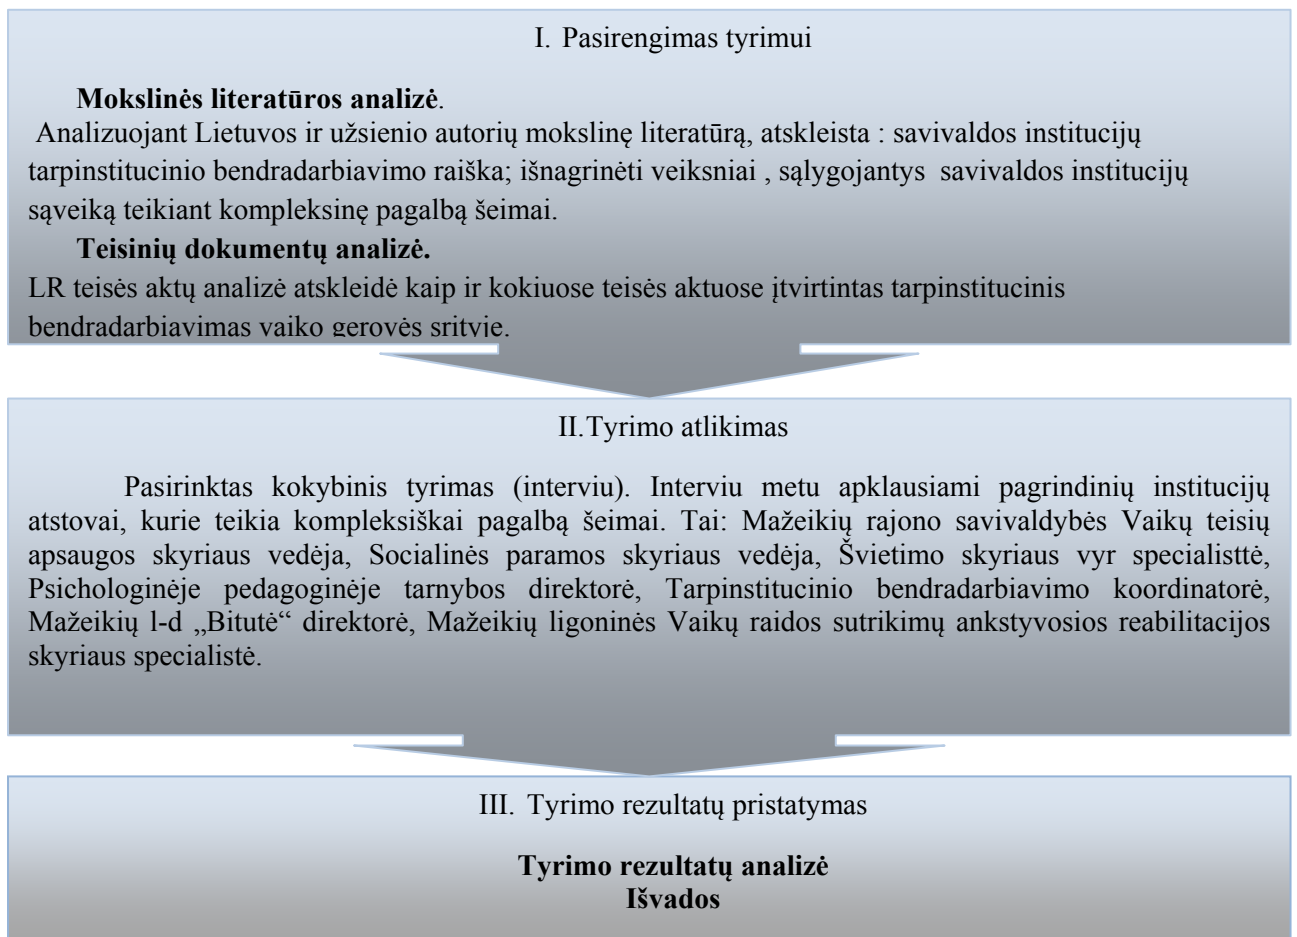 I. Pasirengimas tyrimui
Mokslinės literatūros analizė.
Analizuojant Lietuvos ir užsienio autorių mokslinę literatūrą, atskleista : savivaldos institucijų
tarpinstitucinio bendradarbiavimo raiška; išnagrinėti veiksniai , sąlygojantys savivaldos institucijų
sąveiką teikiant kompleksinę pagalbą šeimai.
Teisinių dokumentų analizė.
LR teisės aktų analizė atskleidė kaip ir kokiuose teisės aktuose įtvirtintas tarpinstitucinis
bendradarbiavimas vaiko gerovės srityje.
II. Tyrimo atlikimas
Pasirinktas kokybinis tyrimas (interviu). Interviu metu apklausiami pagrindinių institucijų
atstovai, kurie teikia kompleksiškai pagalbą šeimai. Tai: Mažeikių rajono savivaldybės Vaikų teisių
apsaugos skyriaus vedėja, Socialinės paramos skyriaus vedėja, Švietimo skyriaus vyr specialisttė,
Psichologinėje pedagoginėje tarnybos direktorė, Tarpinstitucinio bendradarbiavimo koordinatorė,
Mažeikių l-d „Bitutė“ direktorė, Mažeikių ligoninės Vaikų raidos sutrikimų ankstyvosios reabilitacijos
skyriaus specialistė.
III. Tyrimo rezultatų pristatymas
Tyrimo rezultatų analizė
Išvados